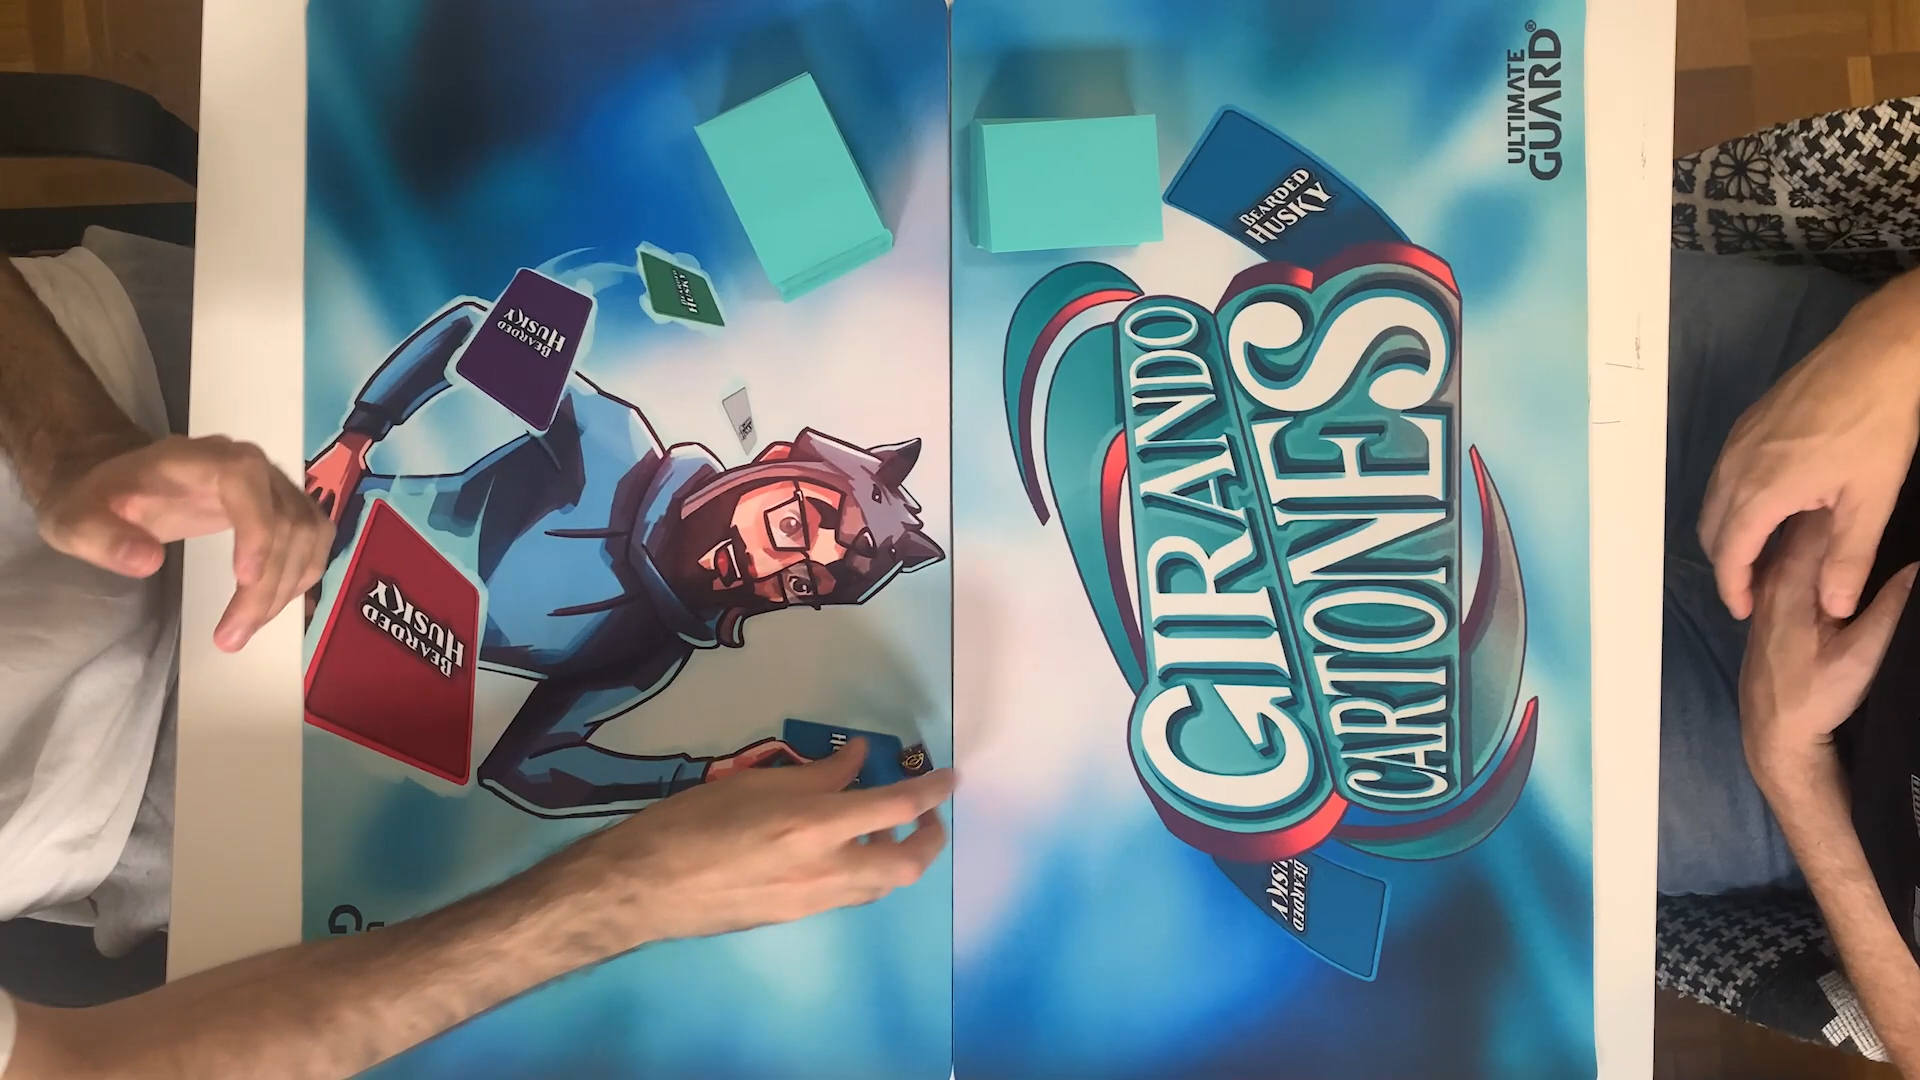 ULTIMATE
GUARD®
BEARDED
HUSKY
GIRANDO
CARTONES
BEARDED
HUSKY
BEARDED
HUSKY
BEARDED
HUSKY
BEARDED
HUSKY